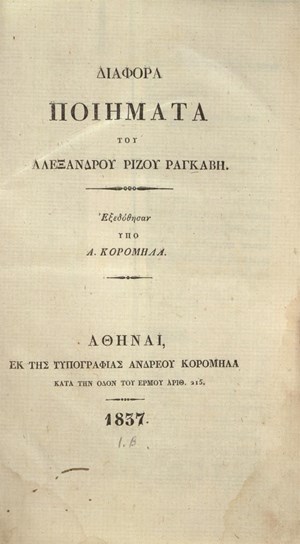 ΔΙΑΦΟΡΑ
ΠΟΙΗΜΑΤΑ
ΤΟΥ
ΑΛΕΞΑΝΔΡΟΥ ΡΙΖΟΥ ΡΑΓΚΑΒΗ.
Ἐξεδόθησαν
ΥΠΟ
Α. ΚΟΡΟΜΗΛΑ.
ΑΘΗΝΑΙ,
ΕΚ ΤΗΣ ΤΥΠΟΓΡΑΦΙΑΣ ΑΝΔΡΕΟΥ ΚΟΡΟΜΗΛΑ
ΚΑΤΑ ΤΗΝ ΟΔΟΝ ΤΟΥ ΕΡΜΟΥ ΑΡΙΘ. 215.
1837.